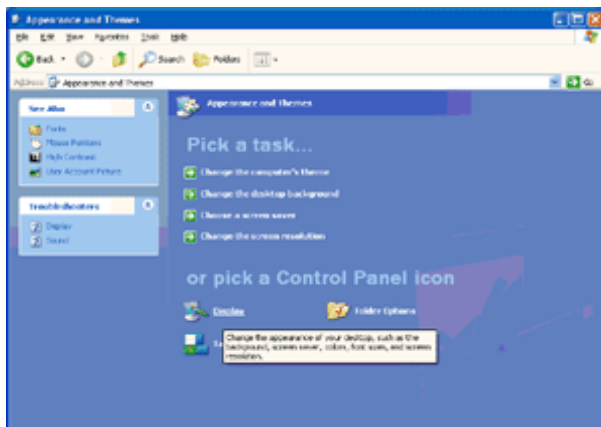 Appearance and Themes
File Edit View Favorites Tools Help
Back Search Folders
Address Appearance and Themes Go
See Also
Fonts
Mouse Pointers
High Contrast
User Account Picture
Troubleshooters
Display
Sound
Appearance and Themes
Pick a task...
Change the computer's theme
Change the desktop background
Choose a screen saver
Change the screen resolution
or pick a Control Panel icon
Display
Folder Options
Change the appearance of your desktop, such as the
background, screen saver, colors, font sizes, and screen
resolution.